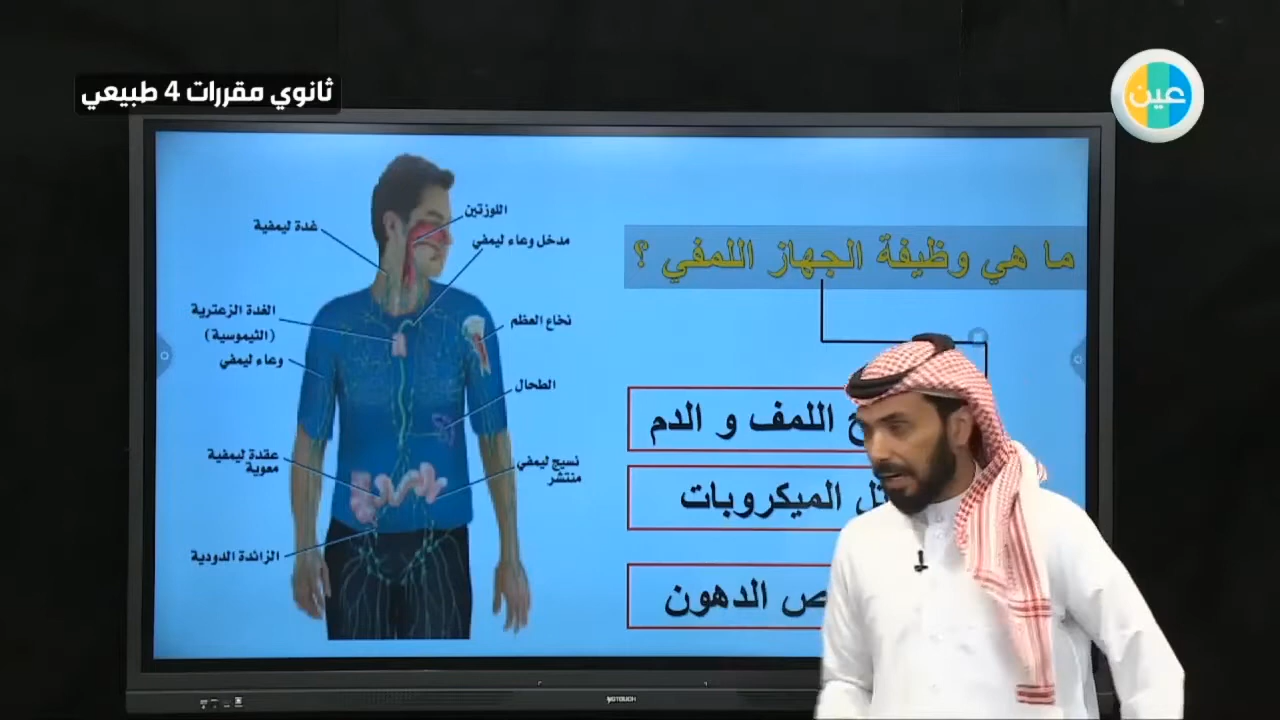 ثانوي مقررات 4 طبيعي
عين
ما هي وظيفة الجهاز اللمفي ؟
اللمف و الدم
الميكروبات
الدهون
اللوزتين
غدة ليمفية
مدخل وعاء ليمفي
الغدة الزعترية
(الثيموسية)
نخاع العظم
وعاء ليمفي
الطحال
عقدة ليمفية
معوية
نسيج ليمفي
منتشر
الزائدة الدودية